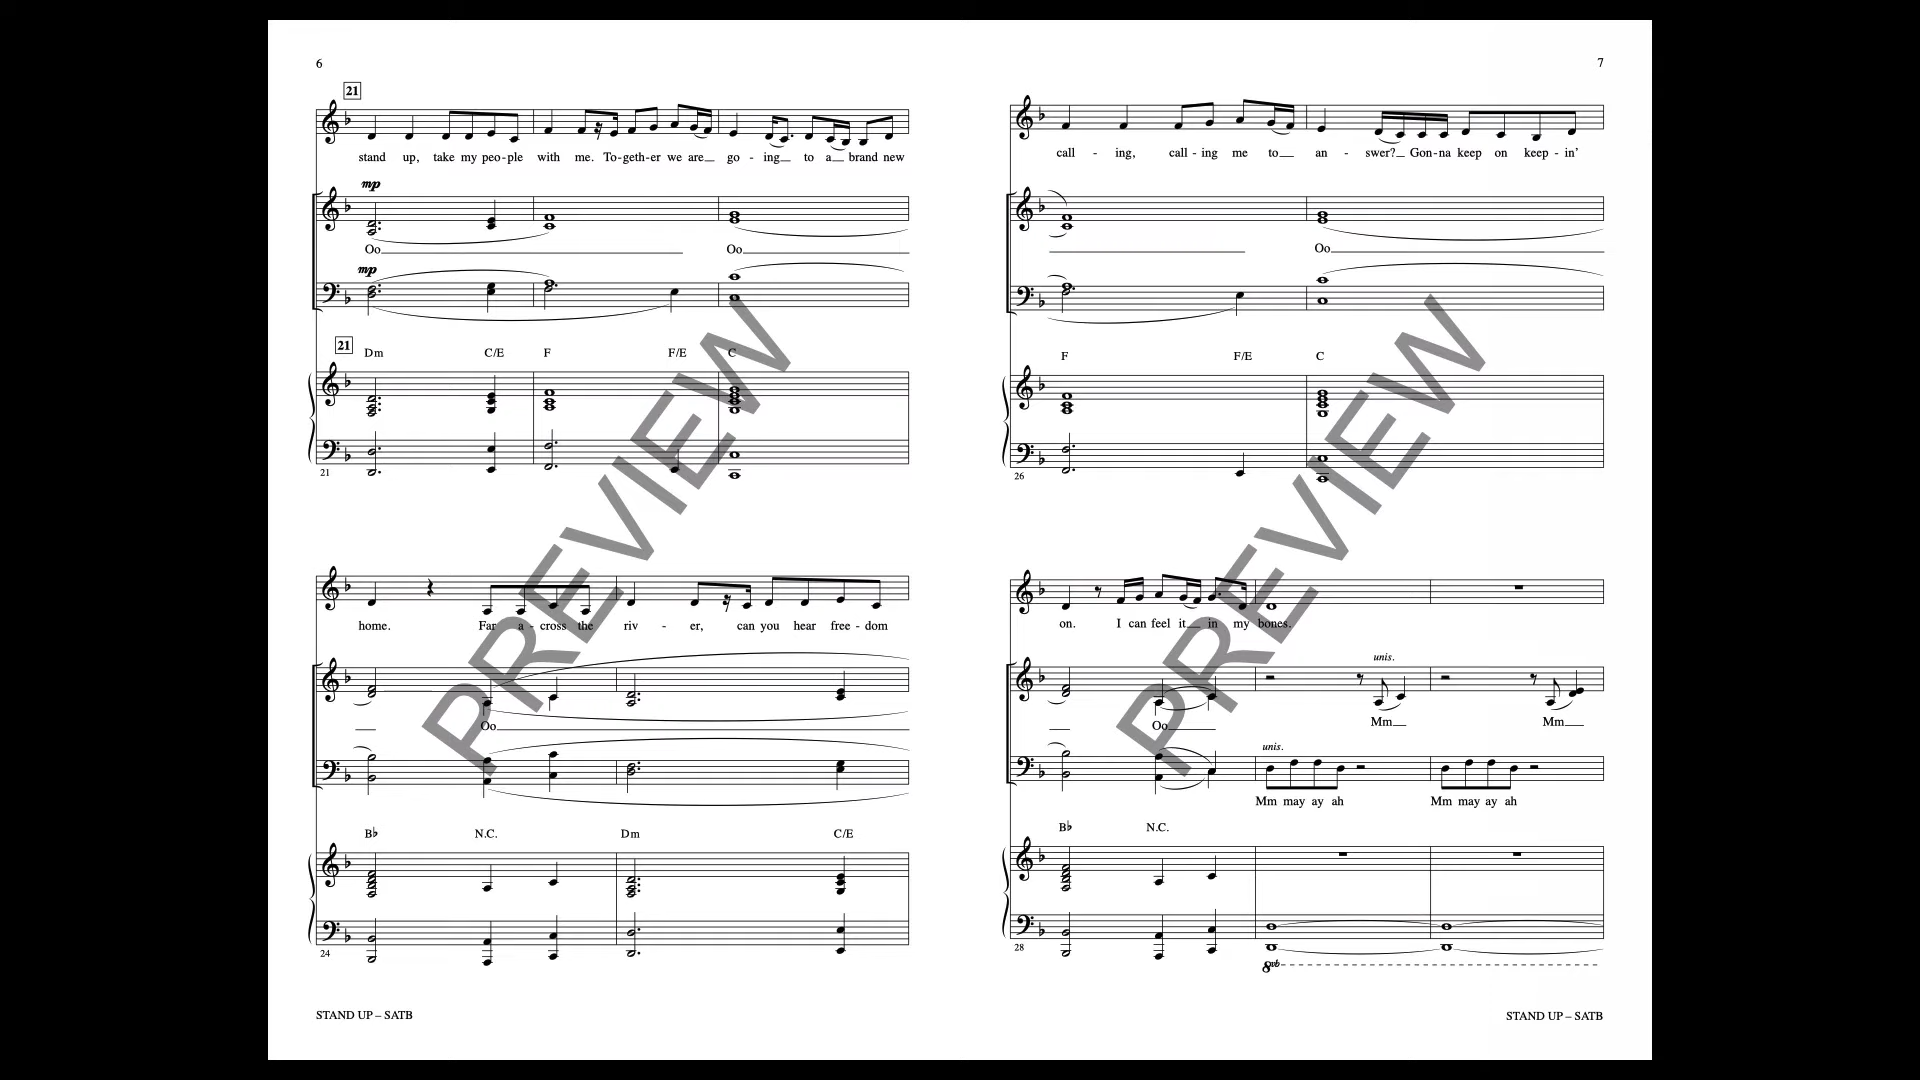 6
21
stand up, take my peo-ple with me. To-geth-er we are go-ing to a brand new
mp
Oo Oo
mp
21 Dm C/E F F/E C
21
home. Far a-cross the riv-er, can you hear free-dom
Oo
B♭ N.C. Dm C/E
24
STAND UP – SATB
7
call-ing, call-ing me to an-swer? Gon-na keep on keep-in'
Oo
F F/E C
26
on. I can feel it in my bones.
unis.
Oo Mm Mm
unis.
Mm may ay ah Mm may ay ah
B♭ N.C.
28
8vb
STAND UP – SATB
PREVIEW
PREVIEW